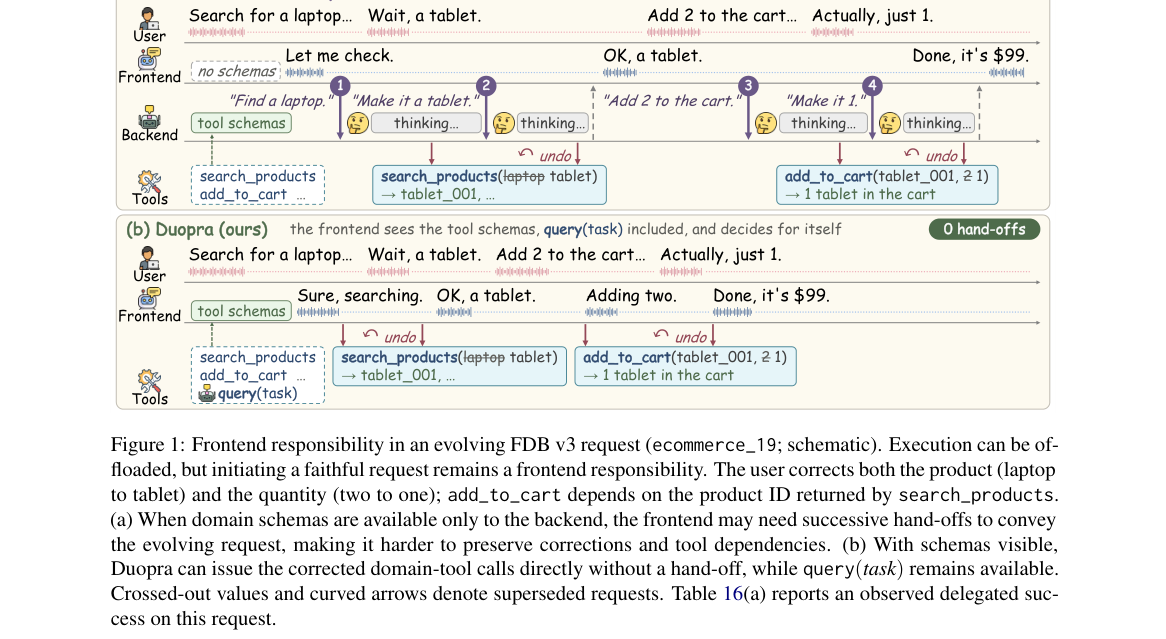 Search for a laptop... Wait, a tablet. Add 2 to the cart... Actually, just 1.
User
Let me check. OK, a tablet. Done, it's $99.
no schemas
Frontend
1 2 3 4
"Find a laptop." "Make it a tablet." "Add 2 to the cart." "Make it 1."
tool schemas thinking... thinking... thinking... thinking...
Backend
undo undo
search_products search_products(laptop tablet) add_to_cart(tablet_001, 2 1)
add_to_cart ... → tablet_001, ... → 1 tablet in the cart
Tools
(b) Duopra (ours) the frontend sees the tool schemas, query(task) included, and decides for itself 0 hand-offs
Search for a laptop... Wait, a tablet. Add 2 to the cart... Actually, just 1.
User
Sure, searching. OK, a tablet. Adding two. Done, it's $99.
tool schemas
Frontend
undo undo
search_products search_products(laptop tablet) add_to_cart(tablet_001, 2 1)
add_to_cart ... → tablet_001, ... → 1 tablet in the cart
query(task)
Tools
Figure 1: Frontend responsibility in an evolving FDB v3 request (ecommerce_19; schematic). Execution can be of-
floaded, but initiating a faithful request remains a frontend responsibility. The user corrects both the product (laptop
to tablet) and the quantity (two to one); add_to_cart depends on the product ID returned by search_products.
(a) When domain schemas are available only to the backend, the frontend may need successive hand-offs to convey
the evolving request, making it harder to preserve corrections and tool dependencies. (b) With schemas visible,
Duopra can issue the corrected domain-tool calls directly without a hand-off, while query(task) remains available.
Crossed-out values and curved arrows denote superseded requests. Table 16(a) reports an observed delegated suc-
cess on this request.